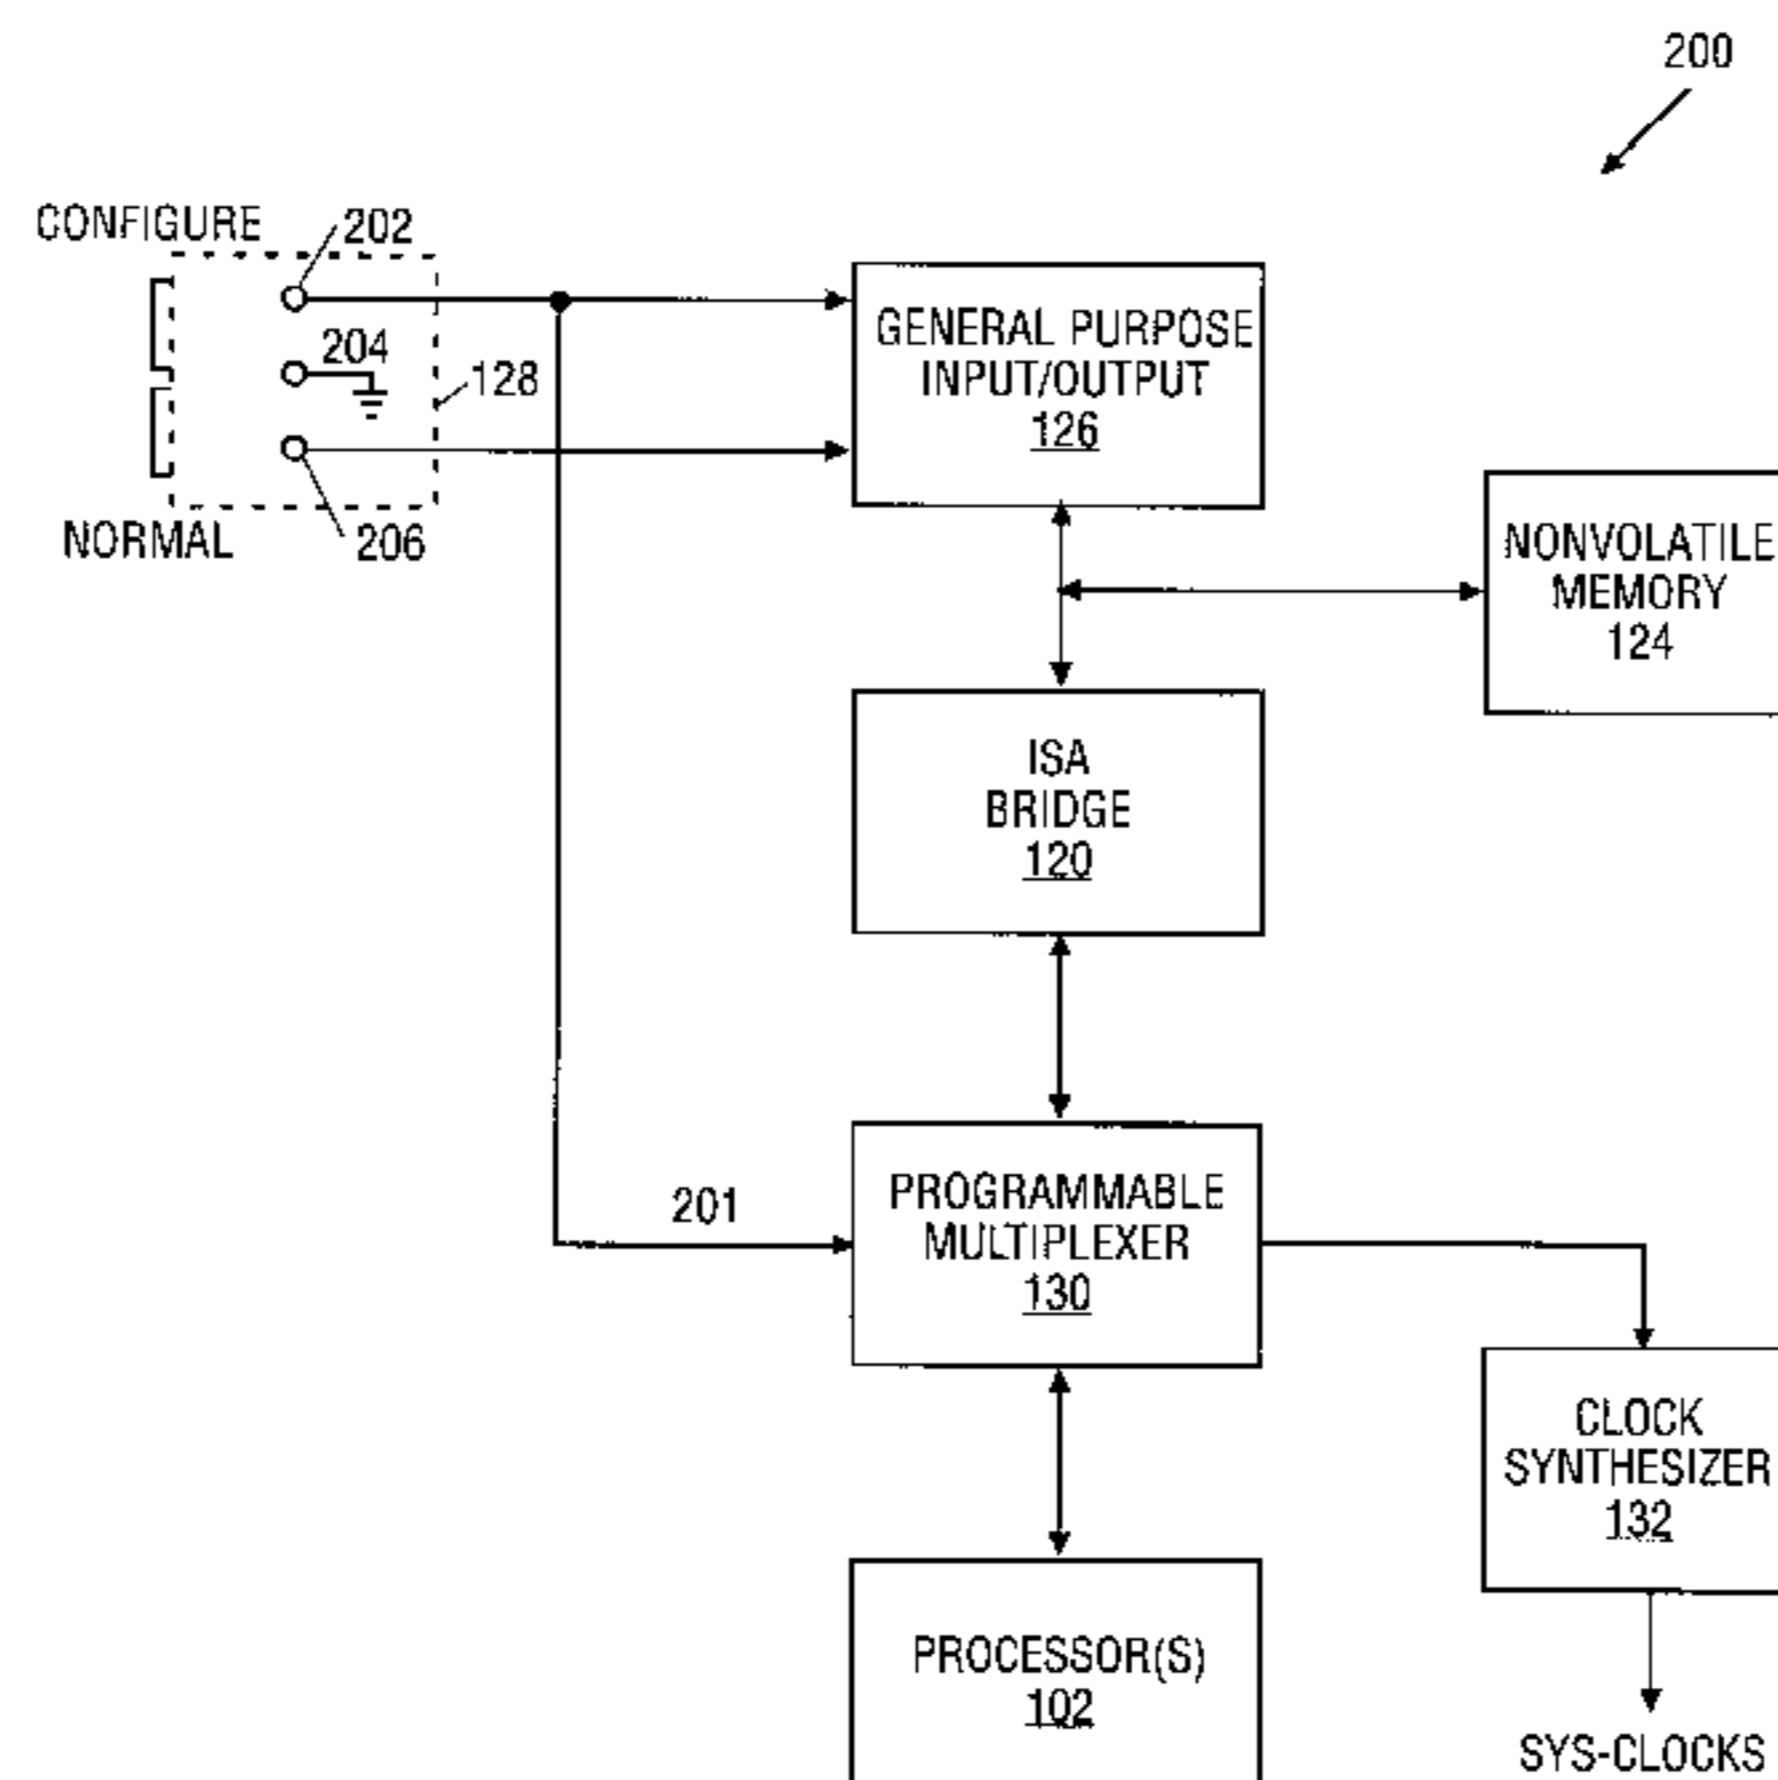 200
CONFIGURE
202
204
128
NORMAL
206
GENERAL PURPOSE
INPUT/OUTPUT
126
NONVOLATILE
MEMORY
124
ISA
BRIDGE
120
201
PROGRAMMABLE
MULTIPLEXER
130
CLOCK
SYNTHESIZER
132
PROCESSOR(S)
102
SYS-CLOCKS